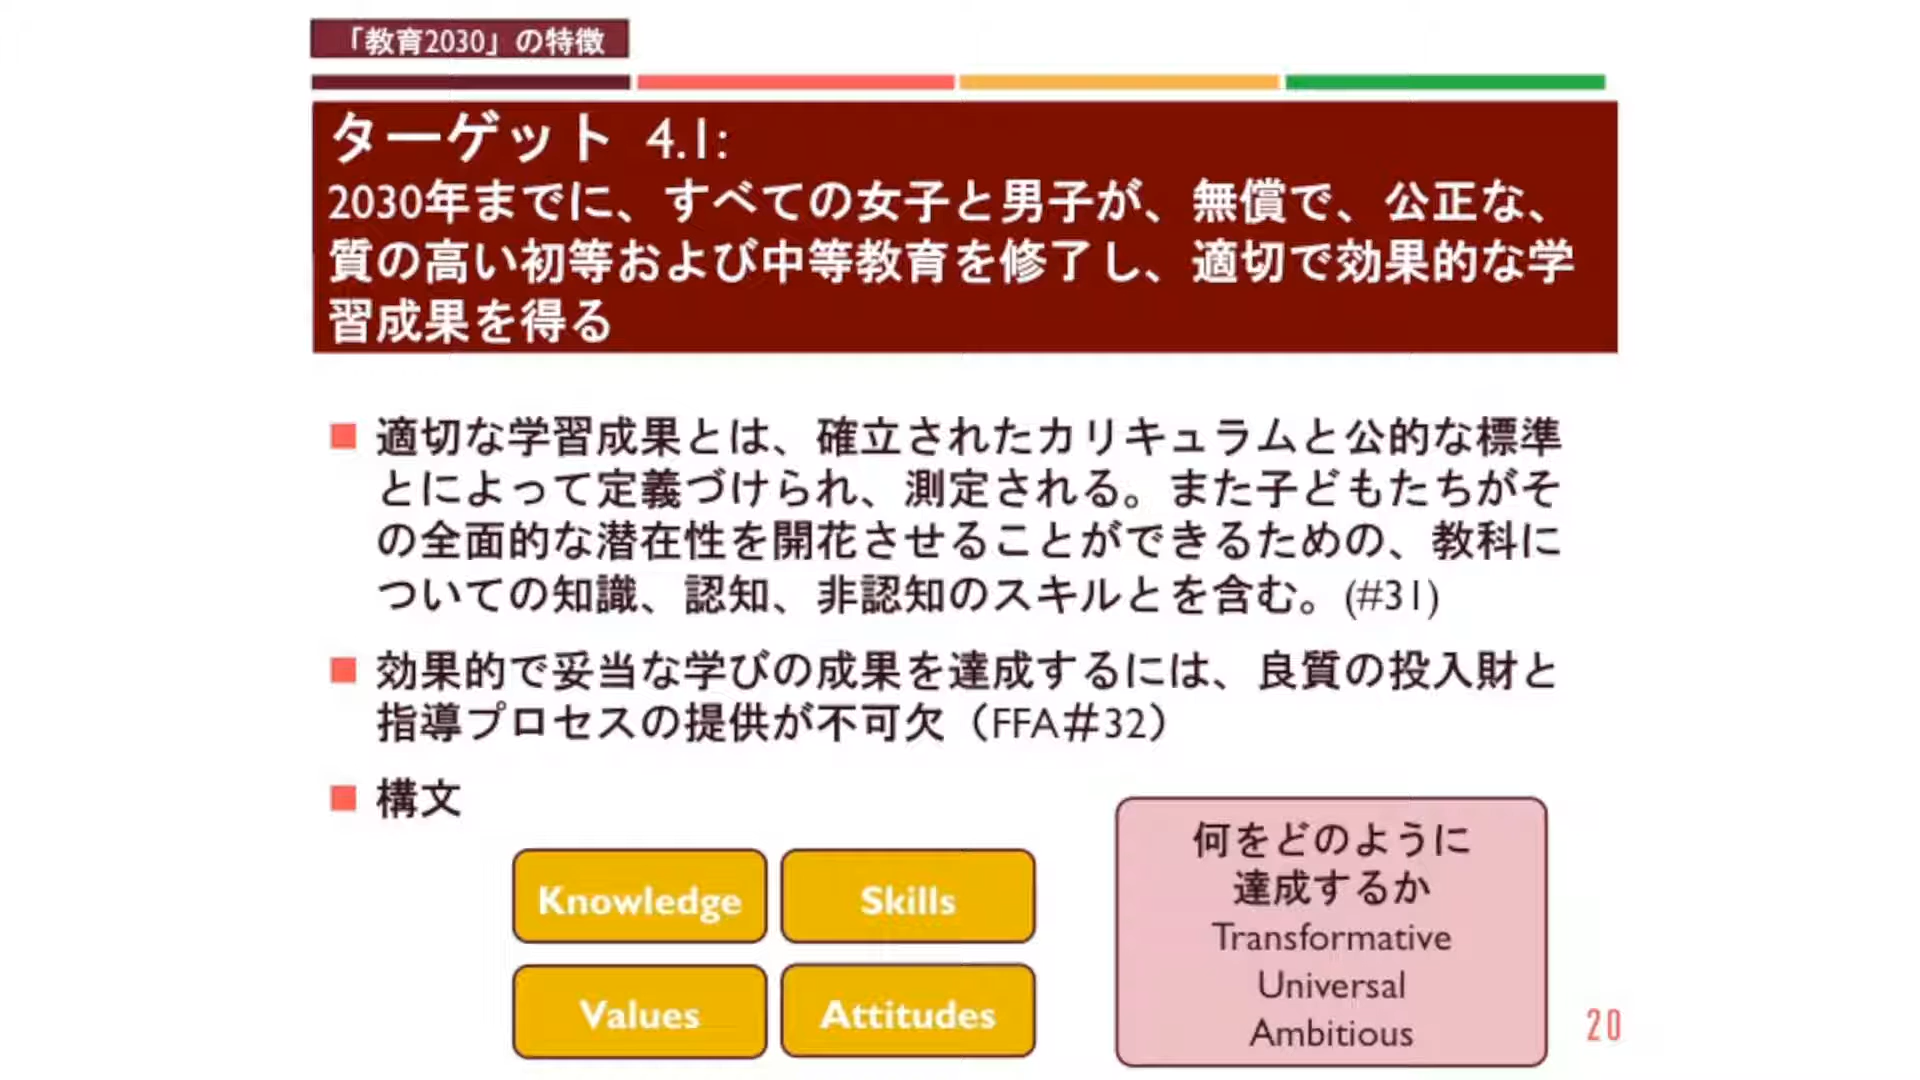 「教育2030」の特徴
ターゲット 4.1:
2030年までに、すべての女子と男子が、無償で、公正な、
質の高い初等および中等教育を修了し、適切で効果的な学
習成果を得る
■ 適切な学習成果とは、確立されたカリキュラムと公的な標準
とによって定義づけられ、測定される。また子どもたちがそ
の全面的な潜在性を開花させることができるための、教科に
ついての知識、認知、非認知のスキルとを含む。(#31)
■ 効果的で妥当な学びの成果を達成するには、良質の投入財と
指導プロセスの提供が不可欠（FFA＃32）
■ 構文
Knowledge
Skills
Values
Attitudes
何をどのように
達成するか
Transformative
Universal
Ambitious
20